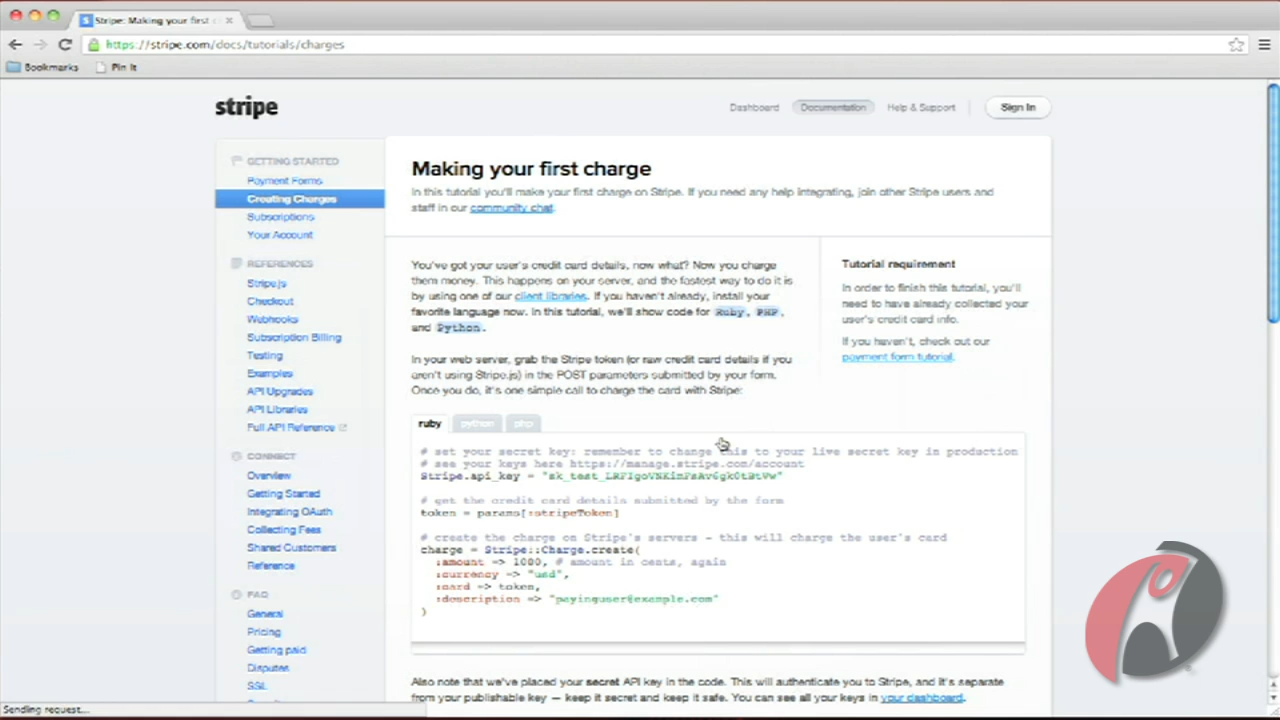 Stripe: Making your first c
https://stripe.com/docs/tutorials/charges
Bookmarks Pin It
stripe
Dashboard Documentation Help & Support Sign In
GETTING STARTED
Payment Forms
Creating Charges
Subscriptions
Your Account
REFERENCES
Stripe.js
Checkout
Webhooks
Subscription Billing
Testing
Examples
API Upgrades
API Libraries
Full API Reference
CONNECT
Overview
Getting Started
Integrating OAuth
Collecting Fees
Shared Customers
Reference
FAQ
General
Pricing
Getting paid
Disputes
SSL
Making your first charge
In this tutorial you'll make your first charge on Stripe. If you need any help integrating, join other Stripe users and
staff in our community chat.
You've got your user's credit card details, now what? Now you charge
them money. This happens on your server, and the fastest way to do it is
by using one of our client libraries. If you haven't already, install your
favorite language now. In this tutorial, we'll show code for Ruby, PHP,
and Python.
In your web server, grab the Stripe token (or raw credit card details if you
aren't using Stripe.js) in the POST parameters submitted by your form.
Once you do, it's one simple call to charge the card with Stripe:
Tutorial requirement
In order to finish this tutorial, you'll
need to have already collected your
user's credit card info.
If you haven't, check out our
payment form tutorial.
ruby python php
# set your secret key: remember to change this to your live secret key in production
# see your keys here https://manage.stripe.com/account
Stripe.api_key =
# get the credit card details submitted by the form
token = params[:stripeToken]
# create the charge on Stripe's servers - this will charge the user's card
charge = Stripe::Charge.create(
:amount => 1000, # amount in cents, again
:currency => "usd",
:card => token,
:description => "payinguser@example.com"
)
Also note that we've placed your secret API key in the code. This will authenticate you to Stripe, and it's separate
from your publishable key — keep it secret and keep it safe. You can see all your keys in your dashboard.
Sending request...